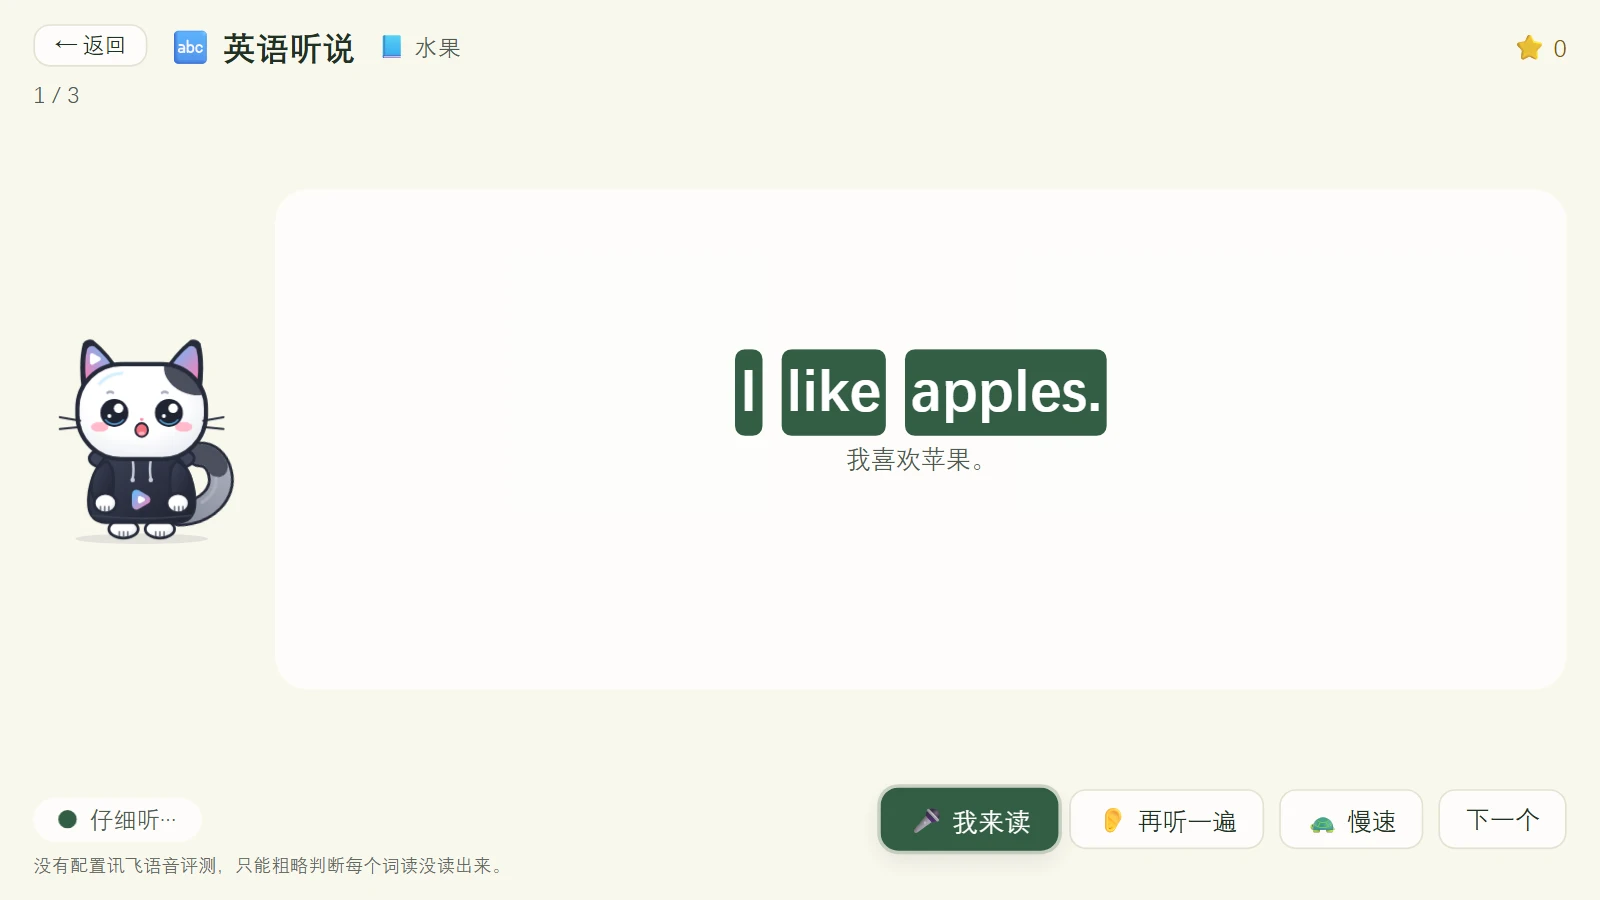 ← 返回 abc 英语听说 水果 0
1 / 3
I like apples.
我喜欢苹果。
仔细听… 我来读 再听一遍 慢速 下一个
没有配置讯飞语音评测，只能粗略判断每个词读没读出来。